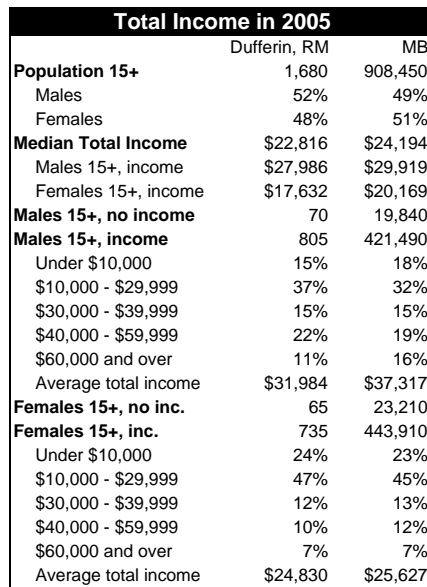 Total Income in 2005
Dufferin, RM MB
Population 15+ 1,680 908,450
Males 52% 49%
Females 48% 51%
Median Total Income $22,816 $24,194
Males 15+, income $27,986 $29,919
Females 15+, income $17,632 $20,169
Males 15+, no income 70 19,840
Males 15+, income 805 421,490
Under $10,000 15% 18%
$10,000 - $29,999 37% 32%
$30,000 - $39,999 15% 15%
$40,000 - $59,999 22% 19%
$60,000 and over 11% 16%
Average total income $31,984 $37,317
Females 15+, no inc. 65 23,210
Females 15+, inc. 735 443,910
Under $10,000 24% 23%
$10,000 - $29,999 47% 45%
$30,000 - $39,999 12% 13%
$40,000 - $59,999 10% 12%
$60,000 and over 7% 7%
Average total income $24,830 $25,627